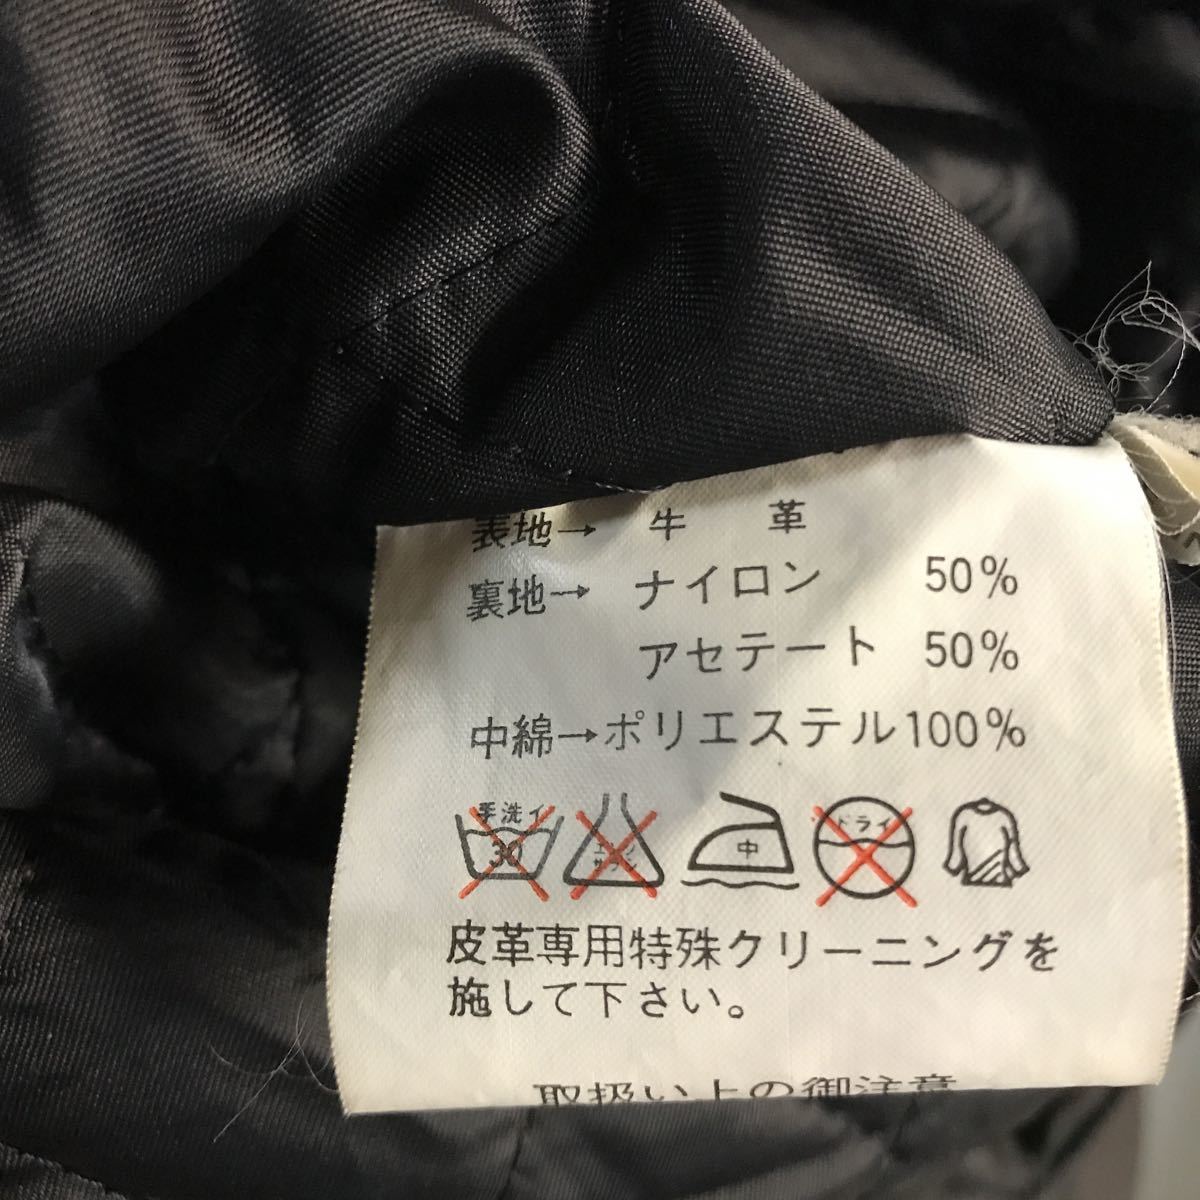 表地→ 牛 革
裏地→ ナイロン 50%
アセテート 50%
中綿→ポリエステル100%
手洗イ
30
中
ドライ
皮革専用特殊クリーニングを
施して下さい。
取扱い上の御注意